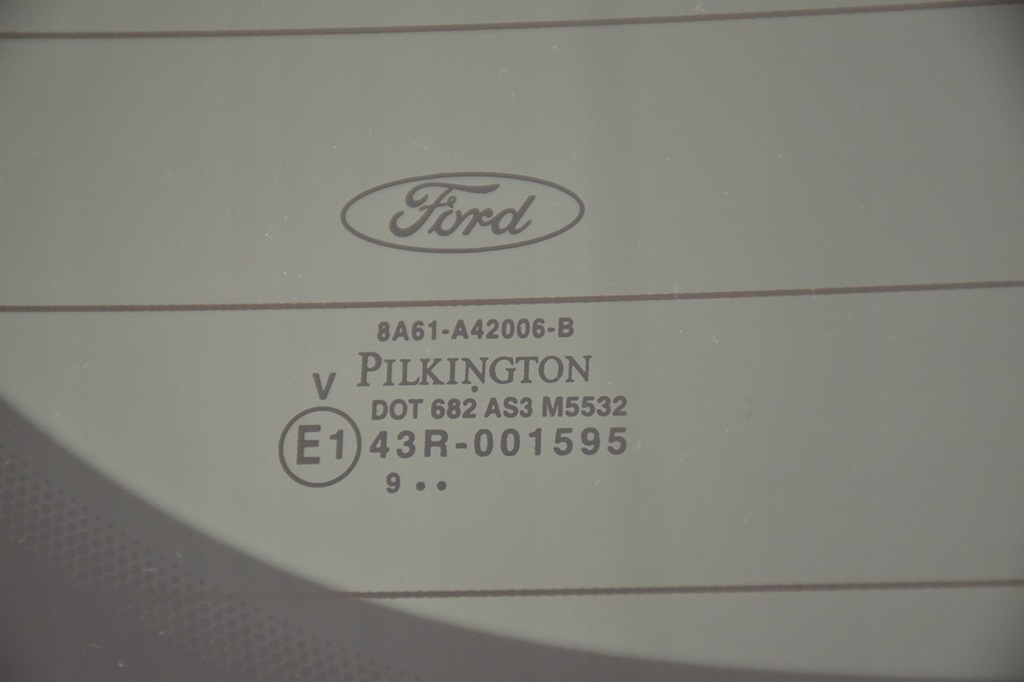 Ford
8A61-A42006-B
PILKINGTON
V
DOT 682 AS3 M5532
E1 43R-001595
9 ••